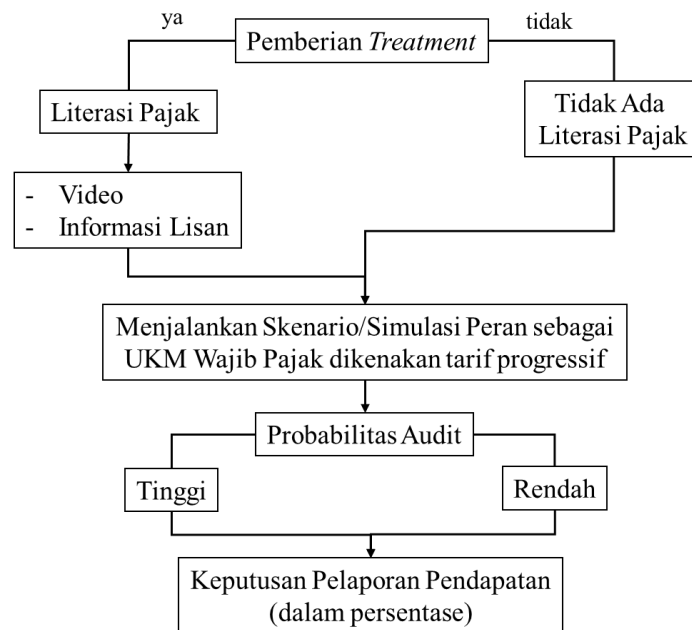 ya
Pemberian Treatment
tidak
Literasi Pajak
Tidak Ada
Literasi Pajak
- Video
- Informasi Lisan
Menjalankan Skenario/Simulasi Peran sebagai
UKM Wajib Pajak dikenakan tarif progressif
Probabilitas Audit
Tinggi
Rendah
Keputusan Pelaporan Pendapatan
(dalam persentase)